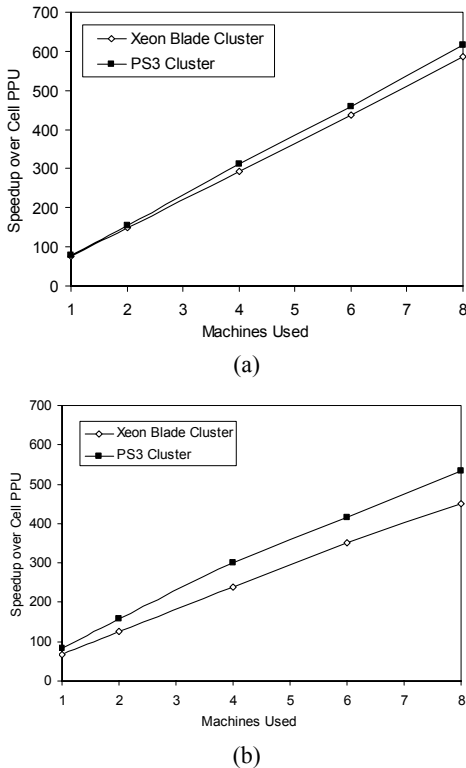 700
600
500
400
300
200
100
0
Speedup over Cell PPU
Xeon Blade Cluster
PS3 Cluster
1 2 3 4 5 6 7 8
Machines Used
(a)
700
600
500
400
300
200
100
0
Speedup over Cell PPU
Xeon Blade Cluster
PS3 Cluster
1 2 3 4 5 6 7 8
Machines Used
(b)